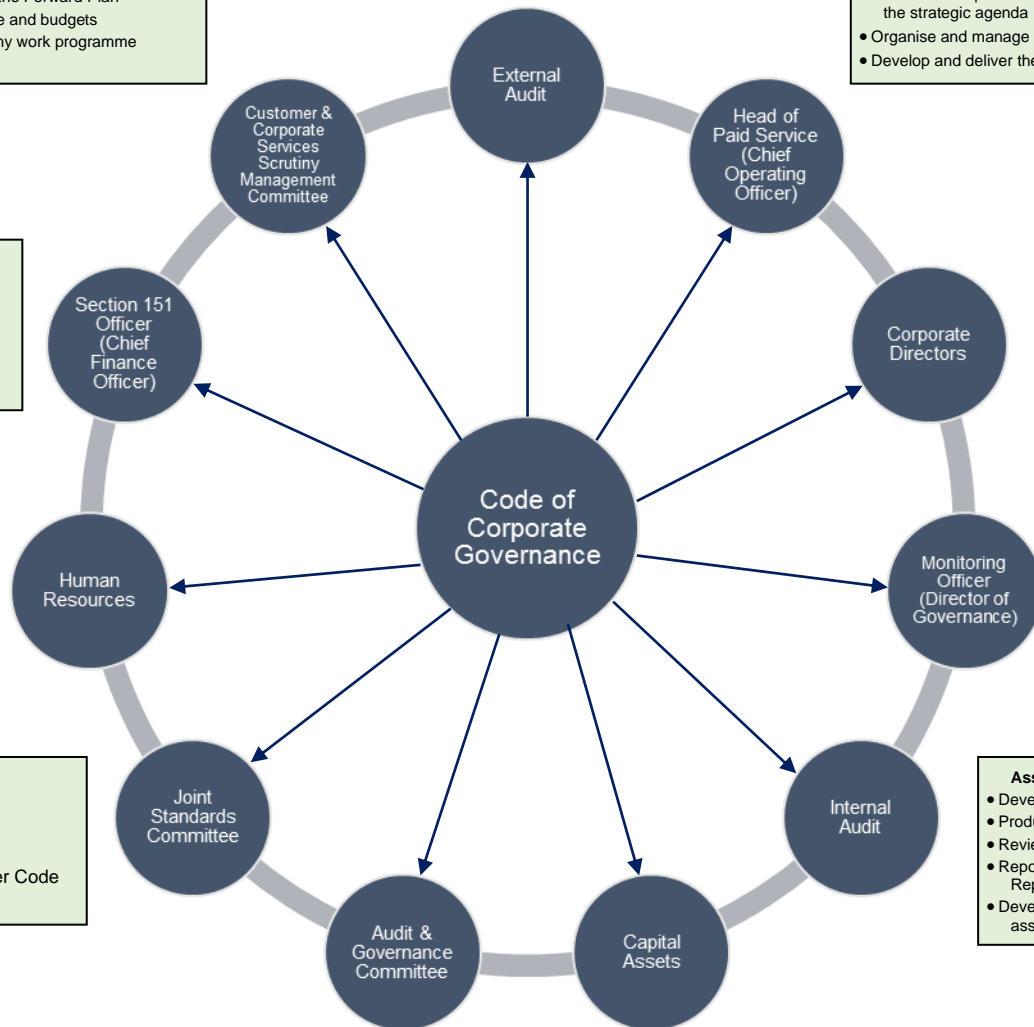 the Forward Plan
e and budgets
ny work programme
the strategic agenda
• Organise and manage
• Develop and deliver the
External
Audit
Customer &
Corporate
Services
Scrutiny
Management
Committee
Head of
Paid Service
(Chief
Operating
Officer)
Section 151
Officer
(Chief
Finance
Officer)
Corporate
Directors
Code of
Corporate
Governance
Human
Resources
Monitoring
Officer
(Director of
Governance)
Joint
Standards
Committee
Internal
Audit
er Code
Ass
• Deve
• Produ
• Revie
• Repo
Rep
• Deve
ass
Audit &
Governance
Committee
Capital
Assets